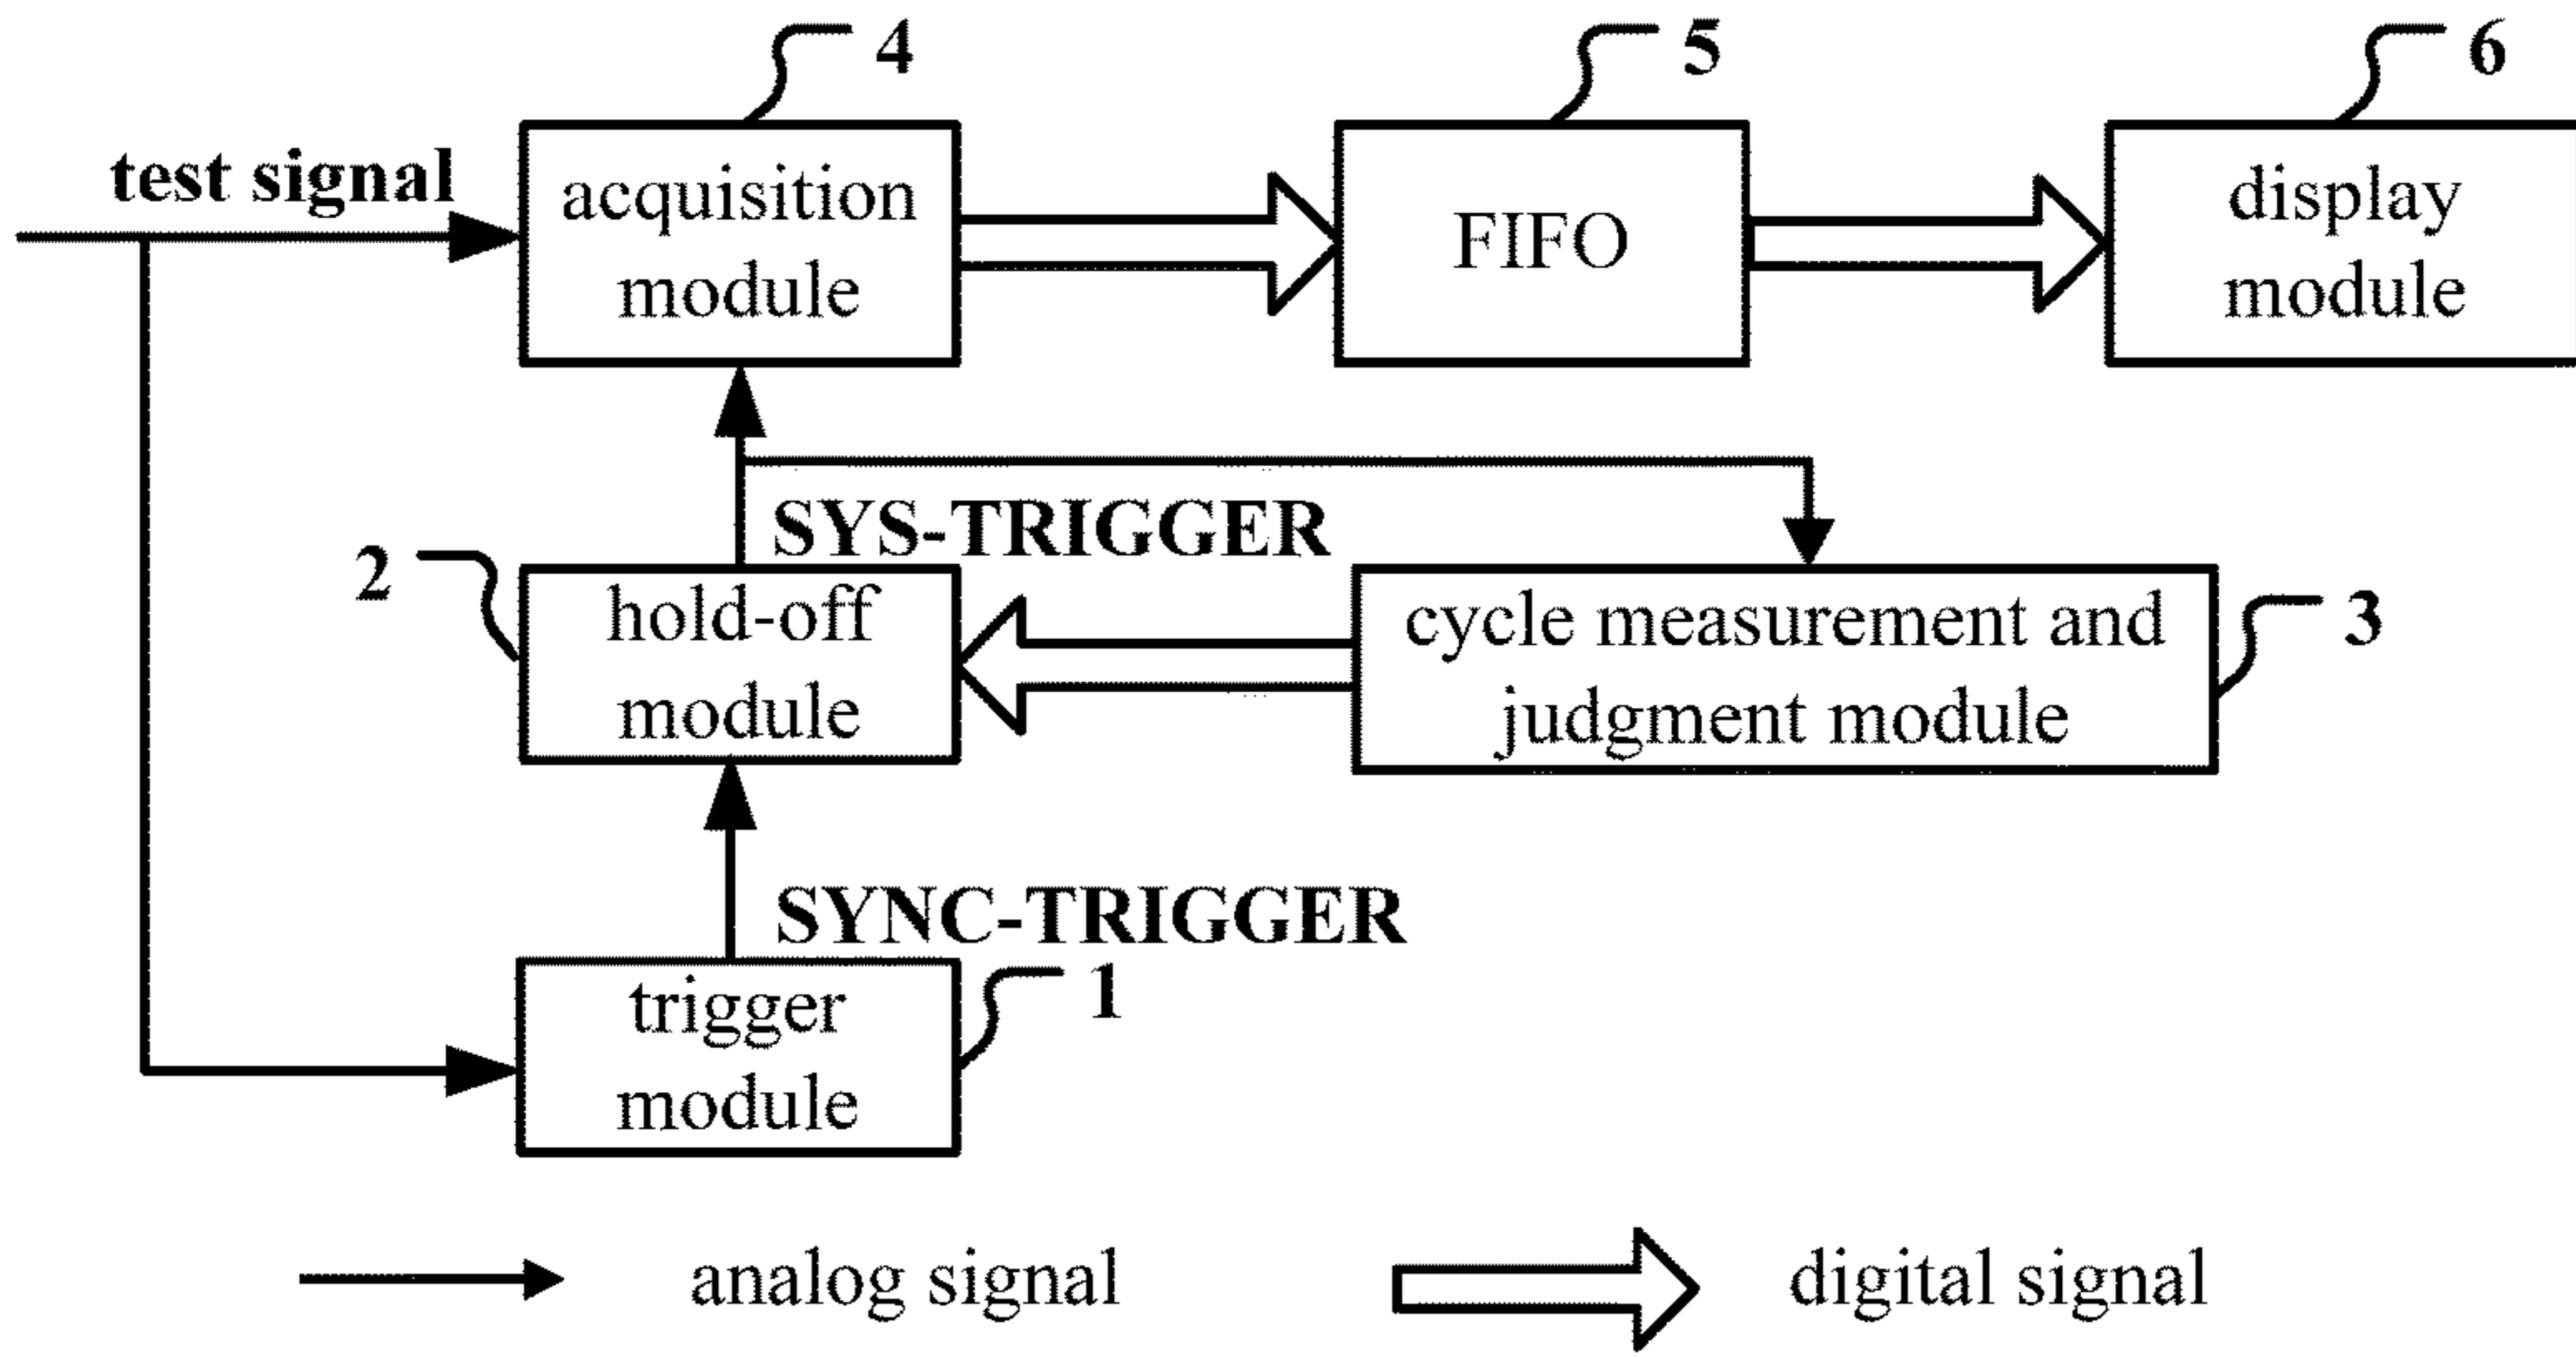 4
5
6
test signal
acquisition
module
FIFO
display
module
SYS-TRIGGER
2
hold-off
module
cycle measurement and
judgment module
3
SYNC-TRIGGER
trigger
module
1
analog signal
digital signal